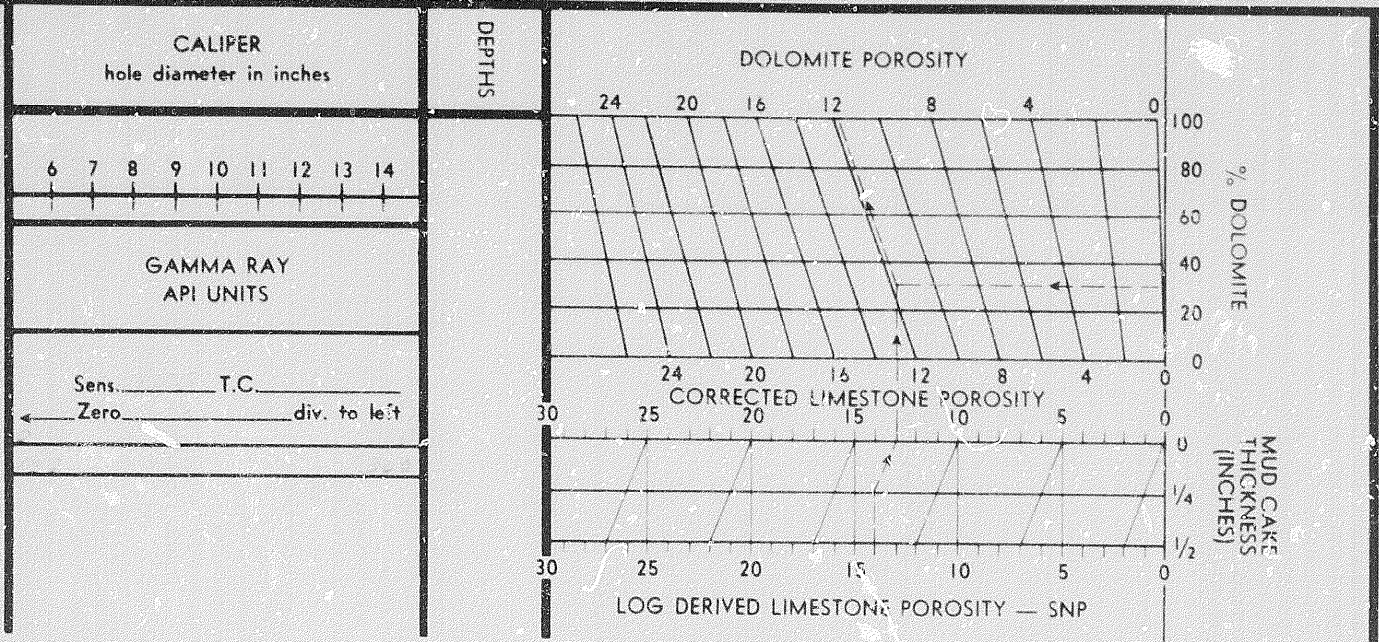 CALIPER
hole diameter in inches
6 7 8 9 10 11 12 13 14
GAMMA RAY
API UNITS
Sens. T.C.
Zero div. to left
DEPTHS
DOLOMITE POROSITY
24 20 16 12 8 4 0
100
80
60
40
20
0
% DOLOMITE
24 20 16 12 8 4 0
CORRECTED LIMESTONE POROSITY
30 25 20 15 10 5 0
0
1/4
1/2
MUD CAKE
THICKNESS
(INCHES)
30 25 20 15 10 5 0
LOG DERIVED LIMESTONE POROSITY — SNP